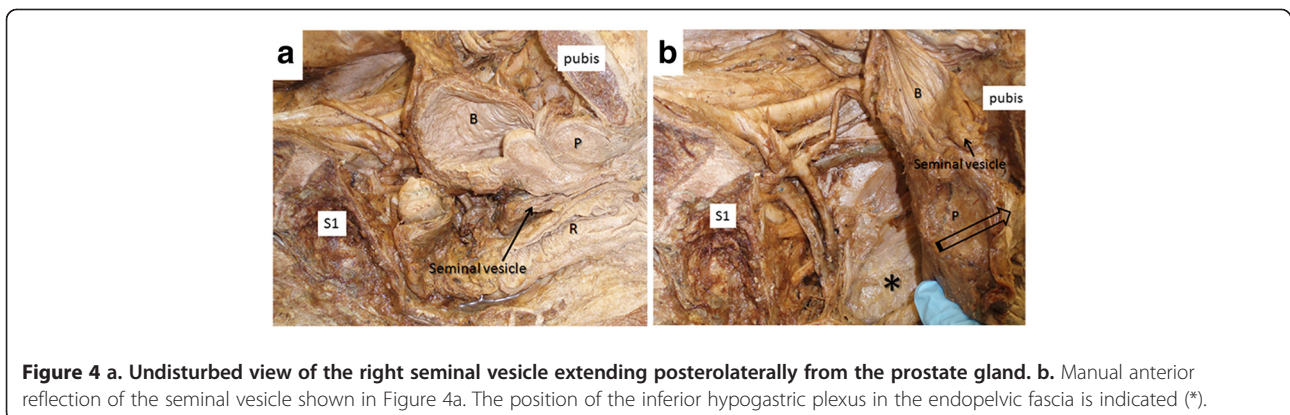 a
pubis
B
P
S1
R
Seminal vesicle
b
B
pubis
Seminal vesicle
S1
P
*
Figure 4 a. Undisturbed view of the right seminal vesicle extending posterolaterally from the prostate gland. b. Manual anterior
reflection of the seminal vesicle shown in Figure 4a. The position of the inferior hypogastric plexus in the endopelvic fascia is indicated (*).